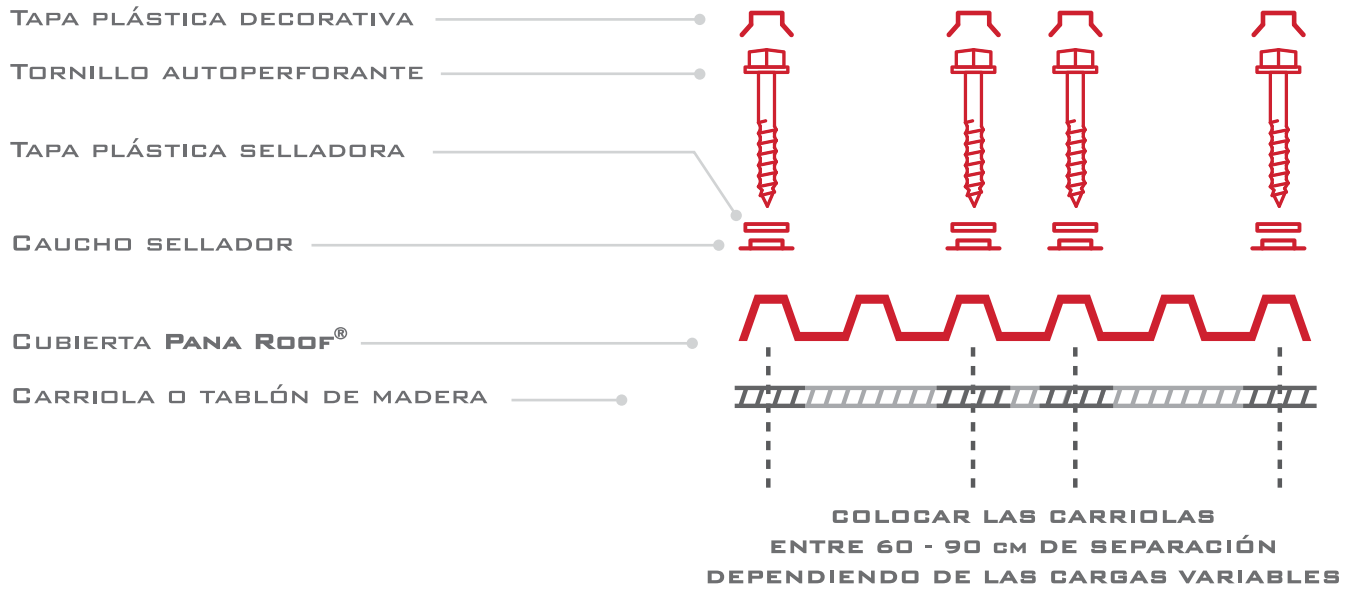 TAPA PLÁSTICA DECORATIVA
TORNILLO AUTOPERFORANTE
TAPA PLÁSTICA SELLADORA
CAUCHO SELLADOR
CUBIERTA PANA ROOF®
CARRIOLA O TABLÓN DE MADERA
COLOCAR LAS CARRIOLAS
ENTRE 60 - 90 CM DE SEPARACIÓN
DEPENDIENDO DE LAS CARGAS VARIABLES